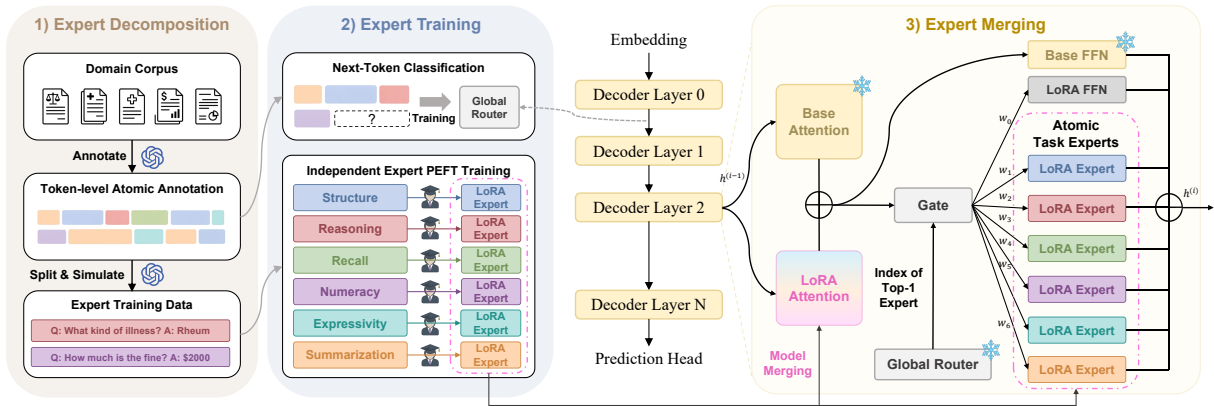 1) Expert Decomposition
Domain Corpus
Annotate
Token-level Atomic Annotation
Split & Simulate
Expert Training Data
Q: What kind of illness? A: Rheum
Q: How much is the fine? A: $2000
2) Expert Training
Next-Token Classification
?
Training
Global
Router
Independent Expert PEFT Training
Structure
LoRA
Expert
Reasoning
LoRA
Expert
Recall
LoRA
Expert
Numeracy
LoRA
Expert
Expressivity
LoRA
Expert
Summarization
LoRA
Expert
Embedding
Decoder Layer 0
Decoder Layer 1
Decoder Layer 2
Decoder Layer N
Prediction Head
3) Expert Merging
h^(i−1)
Base
Attention
LoRA
Attention
Model
Merging
Gate
Index of
Top-1
Expert
Global Router
Base FFN
LoRA FFN
Atomic
Task Experts
w₀
w₁
w₂
w₃
w₄
w₅
w₆
LoRA Expert
LoRA Expert
LoRA Expert
LoRA Expert
LoRA Expert
LoRA Expert
h^(i)